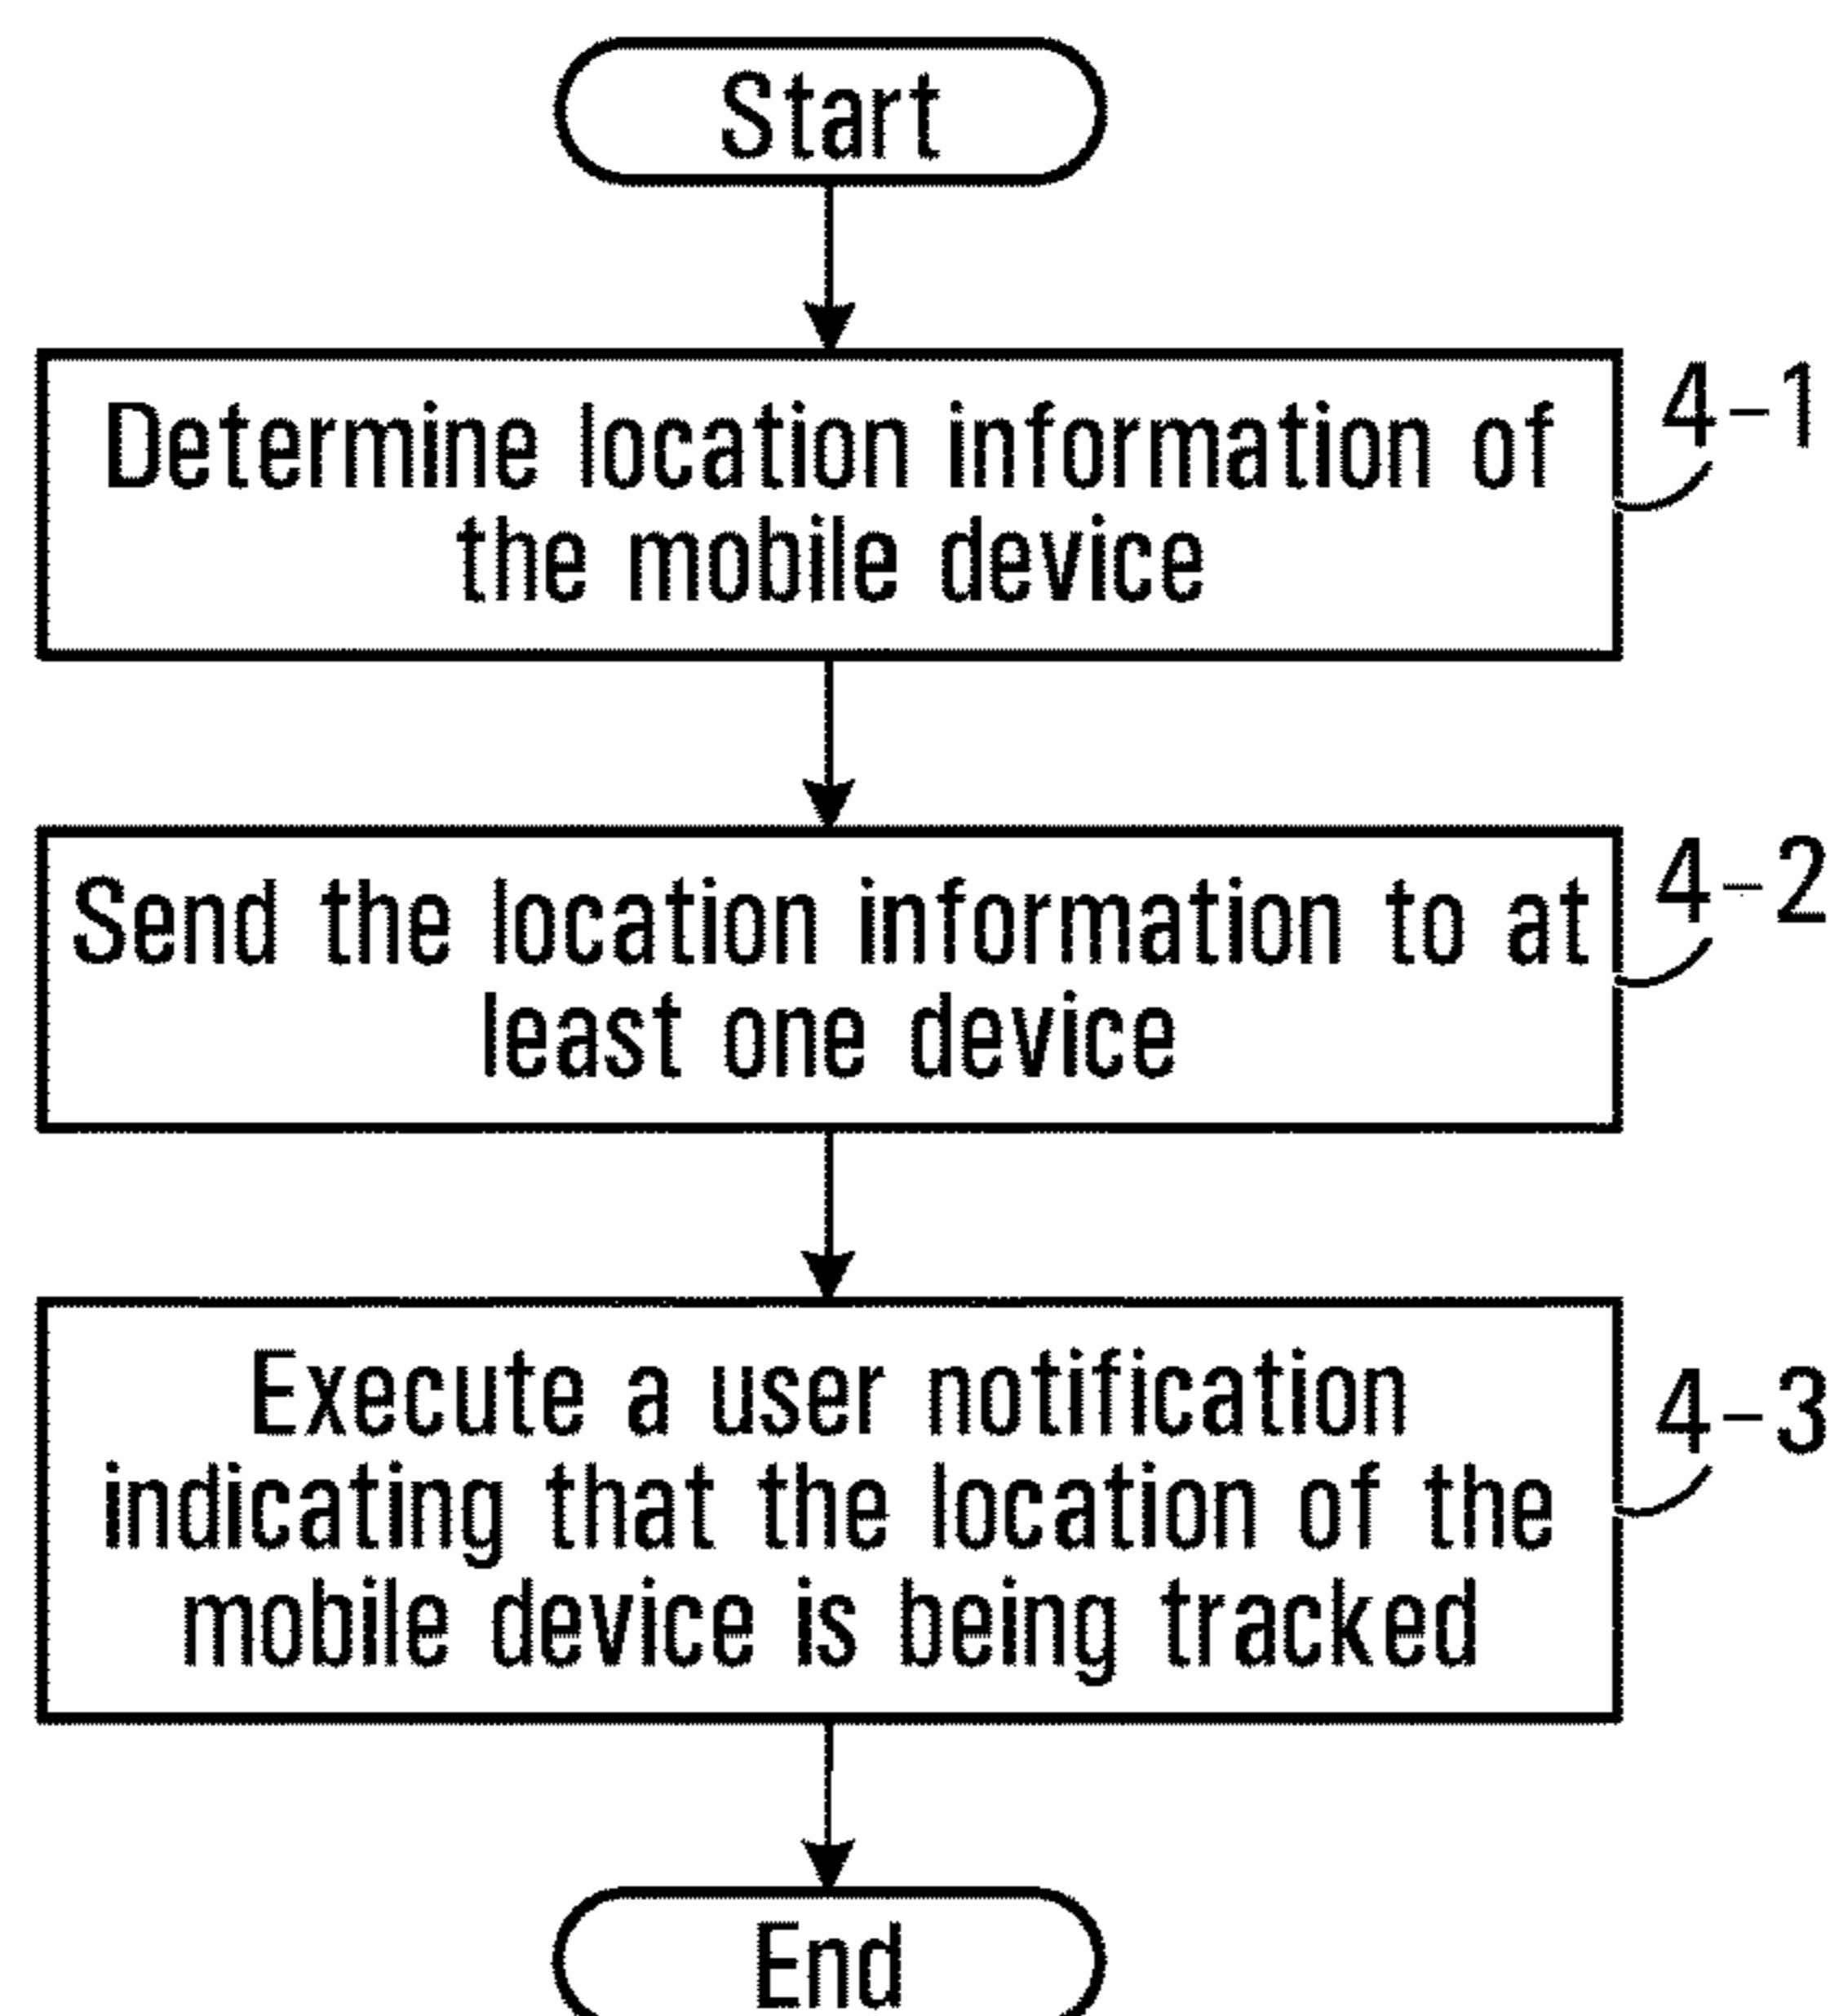 Start
Determine location information of
the mobile device
4-1
Send the location information to at
least one device
4-2
Execute a user notification
indicating that the location of the
mobile device is being tracked
4-3
End